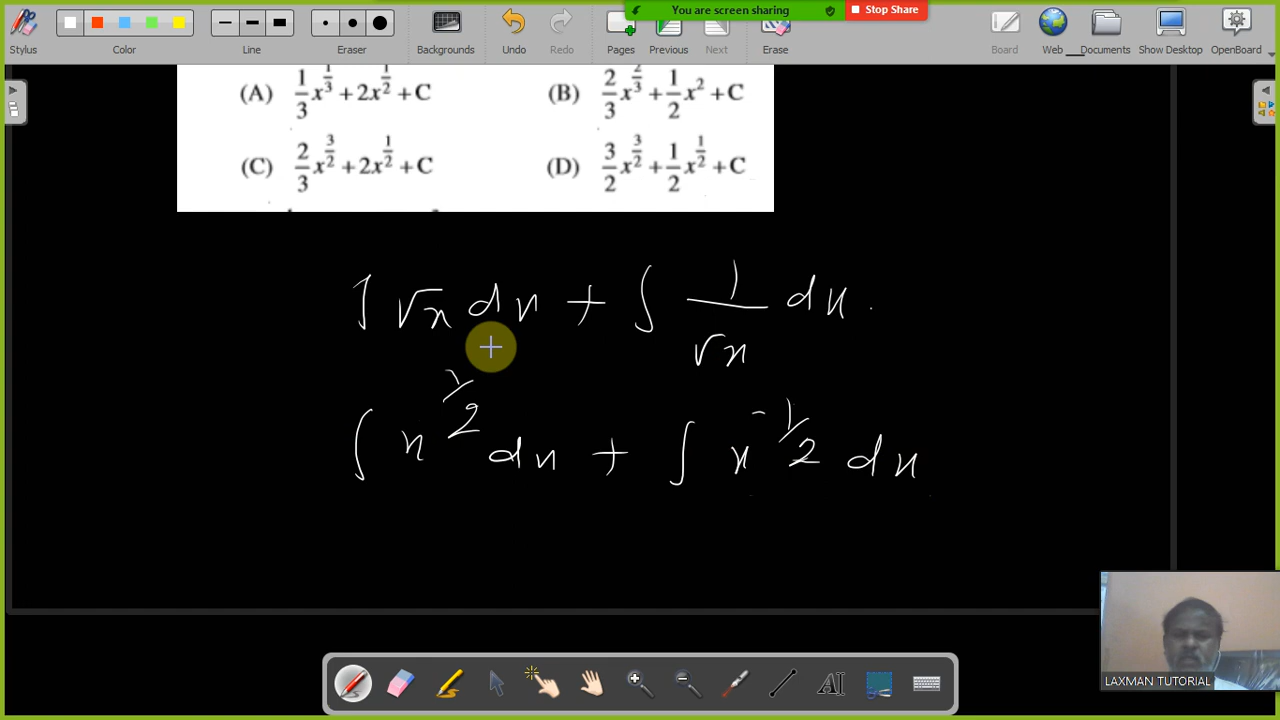 You are screen sharing Stop Share
Stylus Color Line Eraser Backgrounds Undo Redo Pages Previous Next Erase Board Web Documents Show Desktop OpenBoard
(A) 1/3 x^(1/3) + 2x^(1/2) + C (B) 2/3 x^(2/3) + 1/2 x^2 + C
(C) 2/3 x^(3/2) + 2x^(1/2) + C (D) 3/2 x^(3/2) + 1/2 x^(1/2) + C
∫ √x dx + ∫ 1/√x dx.
∫ x^(1/2) dx + ∫ x^(-1/2) dx
LAXMAN TUTORIAL